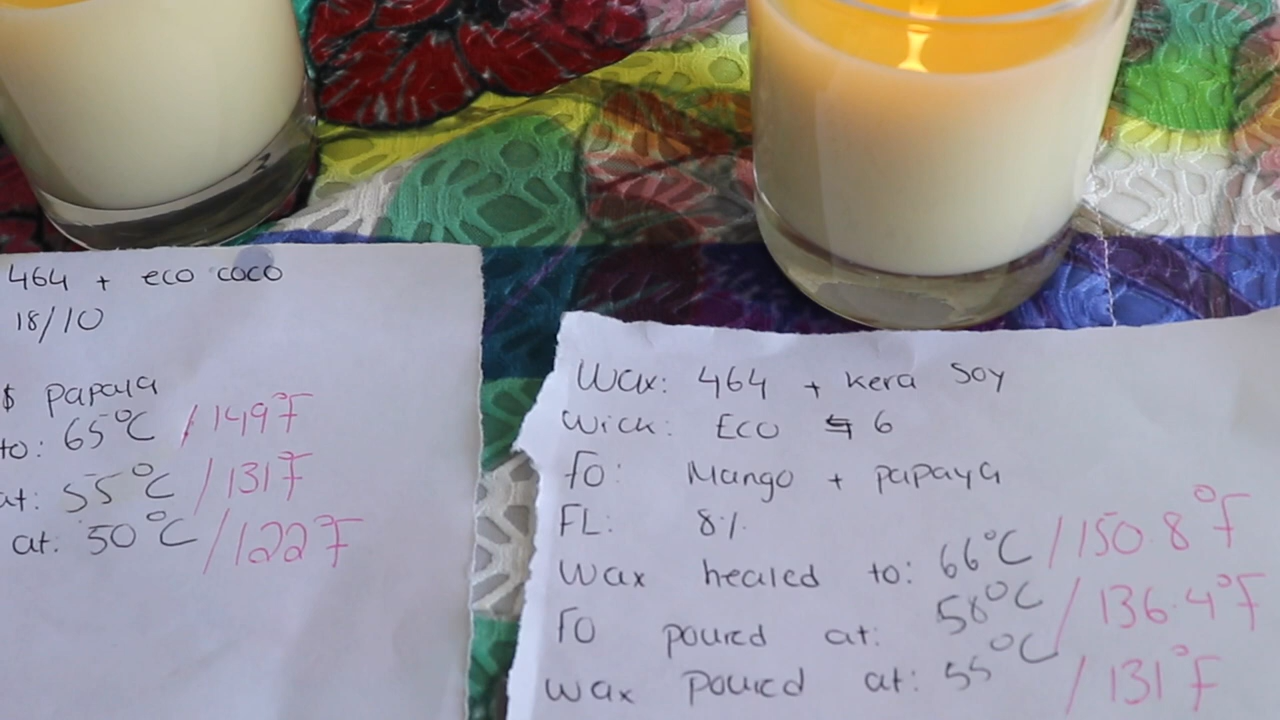 464 + eco coco
18/10
$ papaya
to: 65°C / 149°F
at: 55°C / 131°F
at: 50°C / 122°F
Wax: 464 + Kera Soy
Wick: Eco 6
FO: Mango + papaya
FL: 8%
Wax healed to: 66°C / 150.8°F
FO poured at: 58°C / 136.4°F
Wax poured at: 55°C / 131°F